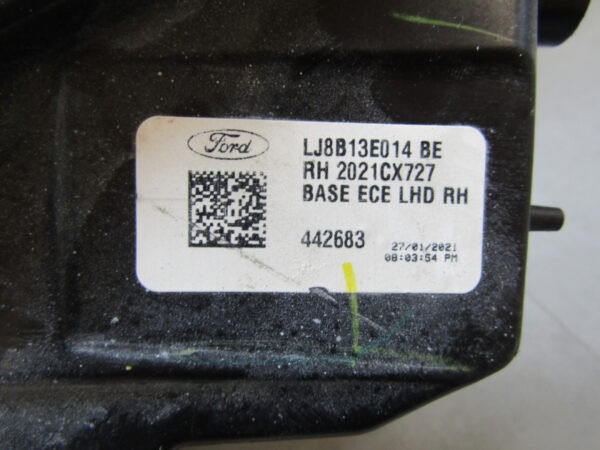 Ford
LJ8B13E014 BE
RH 2021CX727
BASE ECE LHD RH
442683
27/01/2021
08:03:54 PM